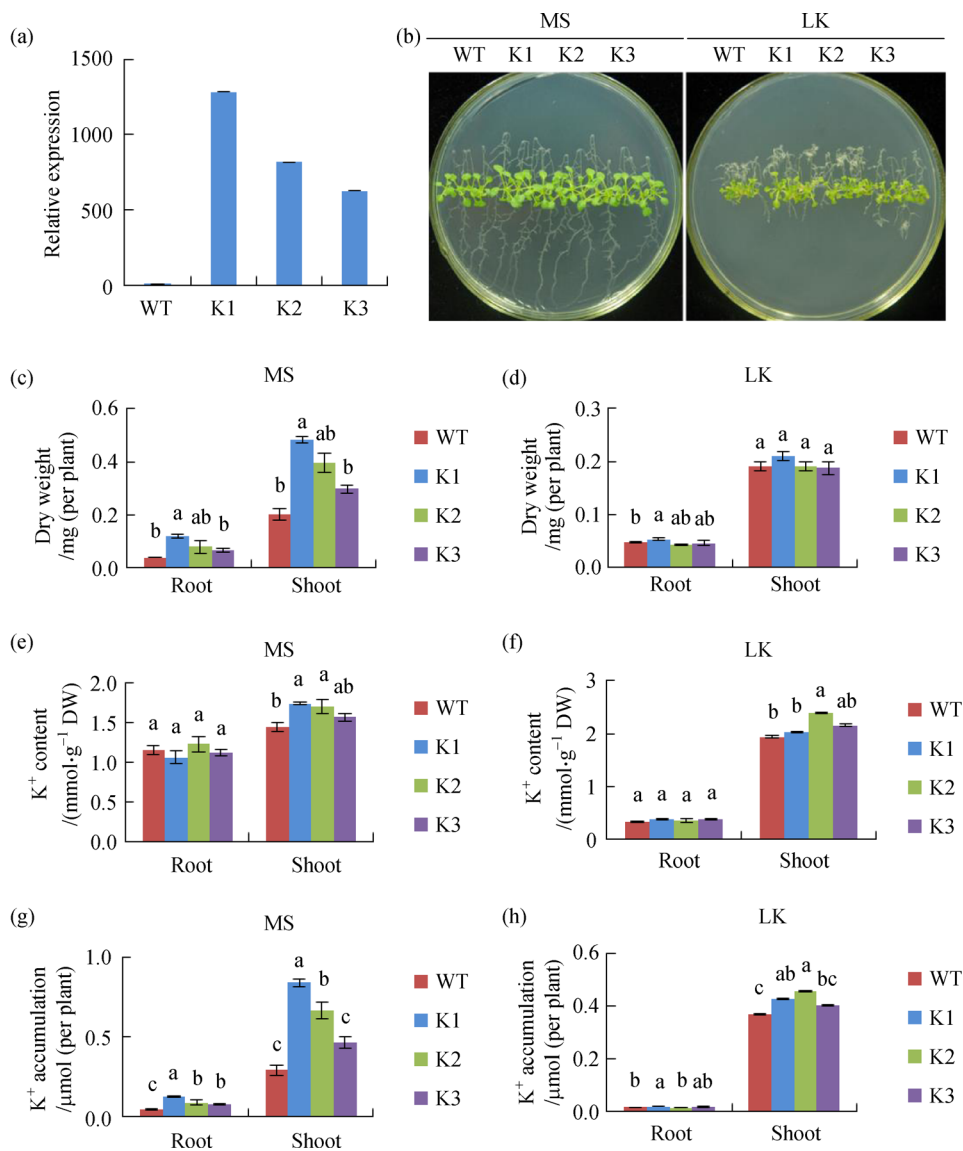 (a)
1500
1000
500
0
Relative expression
WT K1 K2 K3
(b)
MS LK
WT K1 K2 K3 WT K1 K2 K3
(c)
MS
0.6
0.4
0.2
0.0
Dry weight
/mg (per plant)
b a ab b
b a ab b
Root Shoot
WT
K1
K2
K3
(d)
LK
0.3
0.2
0.1
0.0
Dry weight
/mg (per plant)
b a ab ab
a a a a
Root Shoot
WT
K1
K2
K3
(e)
MS
2.0
1.5
1.0
0.5
0.0
K⁺ content
/(mmol·g⁻¹ DW)
a a a a
b a a ab
Root Shoot
WT
K1
K2
K3
(f)
LK
3
2
1
0
K⁺ content
/(mmol·g⁻¹ DW)
a a a a
b b a ab
Root Shoot
WT
K1
K2
K3
(g)
MS
1.0
0.5
0.0
K⁺ accumulation
/μmol (per plant)
c a b b
c a b c
Root Shoot
WT
K1
K2
K3
(h)
LK
0.6
0.4
0.2
0.0
K⁺ accumulation
/μmol (per plant)
b a b ab
c ab a bc
Root Shoot
WT
K1
K2
K3